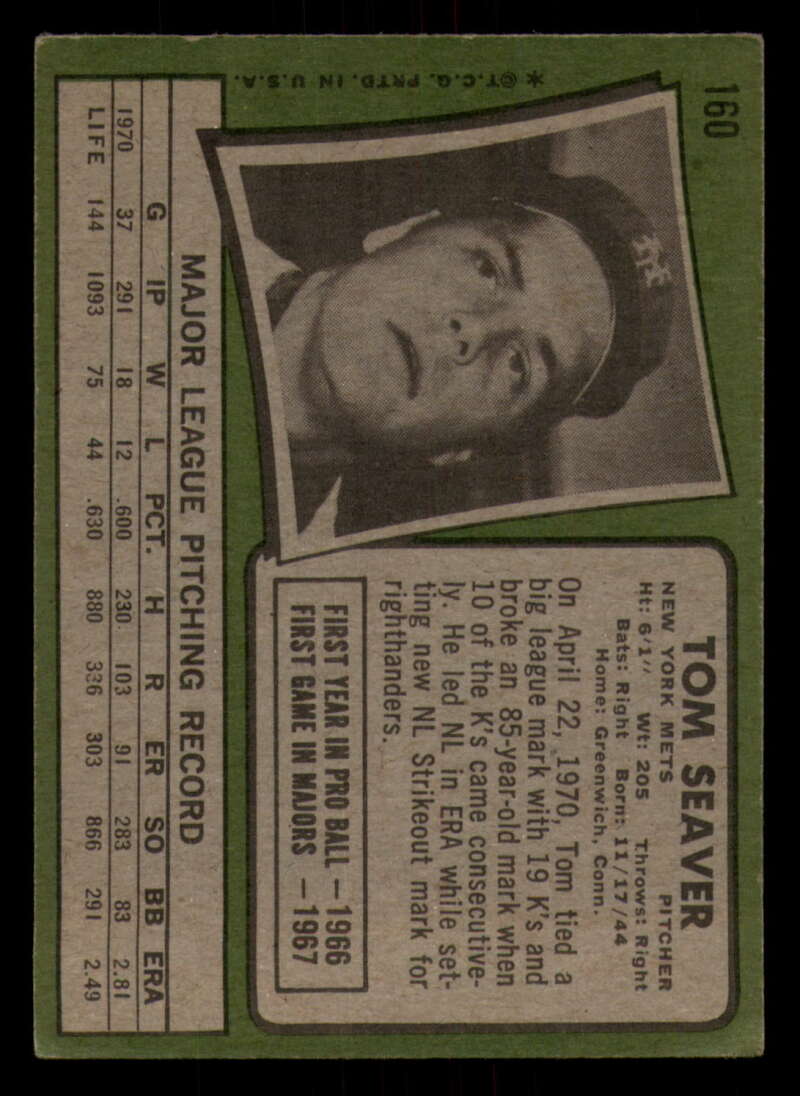 160
TOM SEAVER
NEW YORK METS PITCHER
Ht: 6'1" Wt: 205 Throws: Right
Bats: Right Born: 11/17/44
Home: Greenwich, Conn.
On April 22, 1970, Tom tied a
big league mark with 19 K's and
broke an 85-year-old mark when
10 of the K's came consecutive-
ly. He led NL in ERA while set-
ting new NL Strikeout mark for
righthanders.
FIRST YEAR IN PRO BALL — 1966
FIRST GAME IN MAJORS — 1967
NY
MAJOR LEAGUE PITCHING RECORD
G IP W L PCT. H R ER SO BB ERA
1970 37 291 18 12 .600 230 103 91 283 83 2.81
LIFE 144 1093 75 44 .630 880 336 303 866 291 2.49
*©T.C.G. PRTD. IN U.S.A.